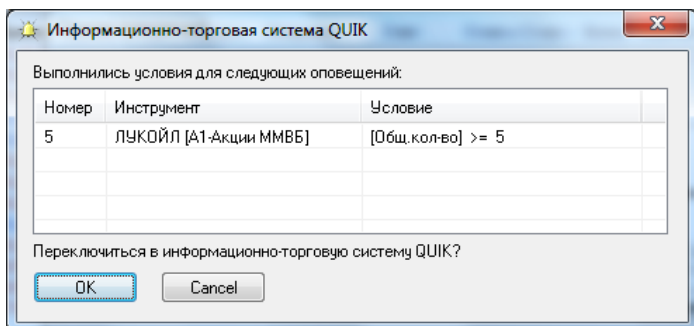 Информационно-торговая система QUIK
Выполнились условия для следующих оповещений:
Номер Инструмент Условие
5 ЛУКОЙЛ [А1-Акции ММВБ] [Общ.кол-во] >= 5
Переключиться в информационно-торговую систему QUIK?
OK Cancel